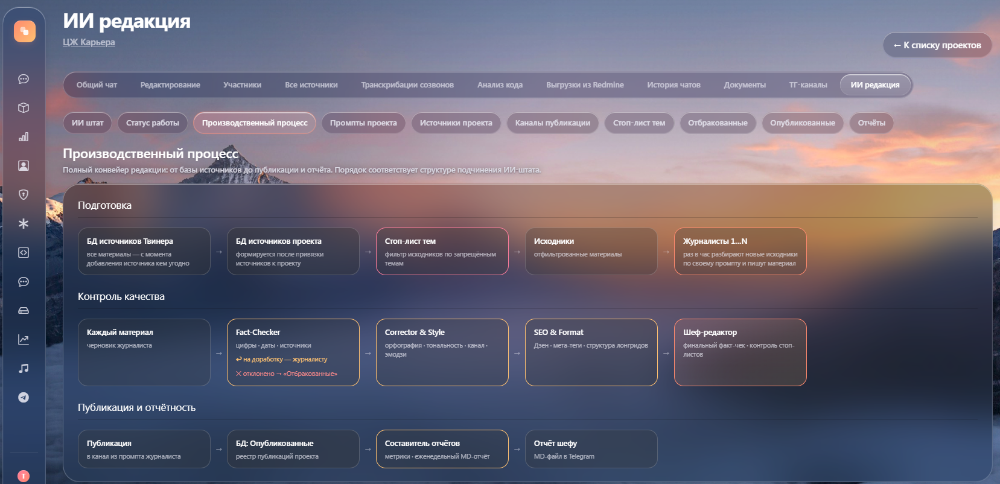 ИИ редакция
ЦЖ Карьера
← К списку проектов
Общий чат
Редактирование
Участники
Все источники
Транскрибации созвонов
Анализ кода
Выгрузки из Redmine
История чатов
Документы
ТГ-каналы
ИИ редакция
ИИ штат
Статус работы
Производственный процесс
Промпты проекта
Источники проекта
Каналы публикации
Стоп-лист тем
Отбракованные
Опубликованные
Отчёты
Производственный процесс
Полный конвейер редакции: от базы источников до публикации и отчёта. Порядок соответствует структуре подчинения ИИ-штата.
Подготовка
БД источников Твинера
все материалы — с момента
добавления источника кем угодно
→
БД источников проекта
формируется после привязки
источников к проекту
→
Стоп-лист тем
фильтр исходников по запрещённым
темам
→
Исходники
отфильтрованные материалы
→
Журналисты 1…N
раз в час разбирают новые исходники
по своему промпту и пишут материал
Контроль качества
Каждый материал
черновик журналиста
→
Fact-Checker
цифры · даты · источники
↩ на доработку — журналисту
✕ отклонено → «Отбракованные»
→
Corrector & Style
орфография · тональность · канал ·
эмодзи
→
SEO & Format
Дзен · мета-теги · структура лонгридов
→
Шеф-редактор
финальный факт-чек · контроль стоп-
листов
Публикация и отчётность
Публикация
в канал из промпта журналиста
→
БД: Опубликованные
реестр публикаций проекта
→
Составитель отчётов
метрики · еженедельный MD-отчёт
→
Отчёт шефу
MD-файл в Telegram
T